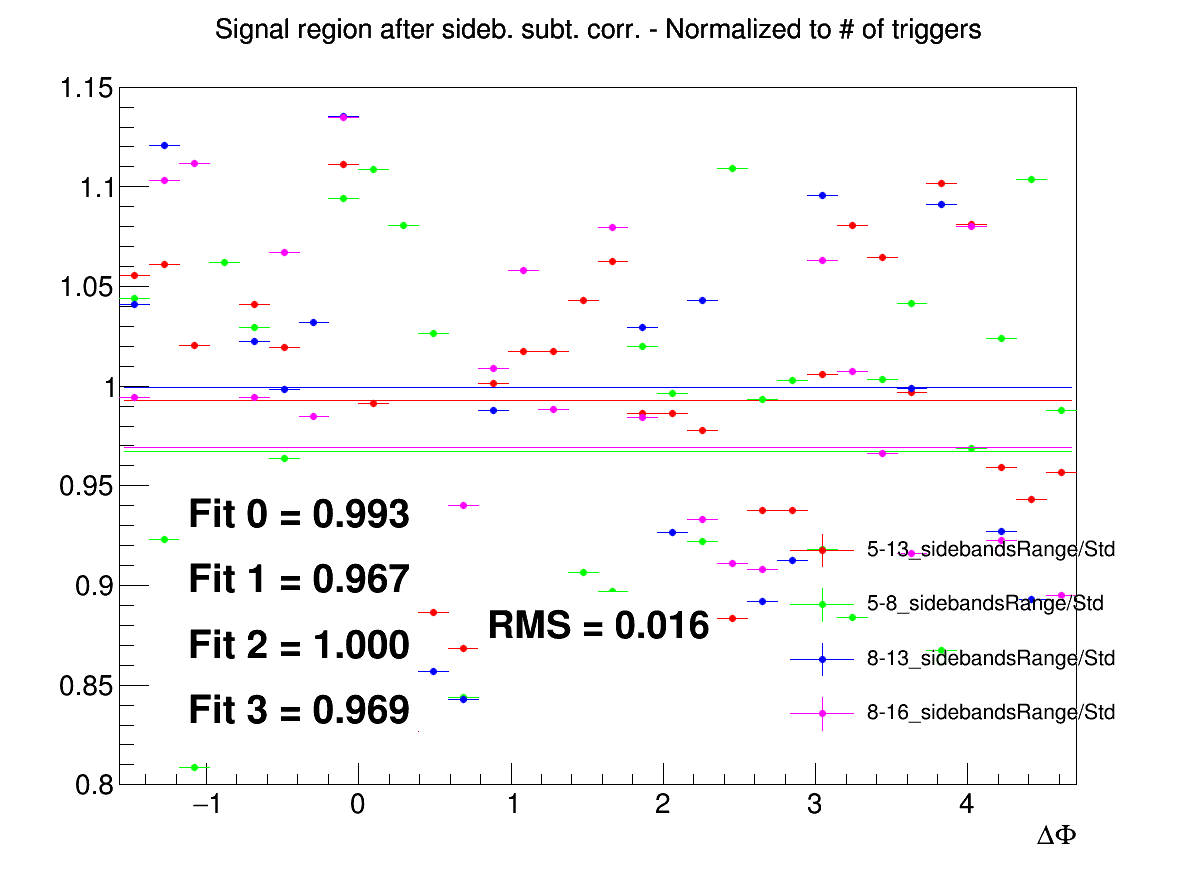 Signal region after sideb. subt. corr. - Normalized to # of triggers
1.15
1.1
1.05
1
0.95
0.9
0.85
0.8
Fit 0 = 0.993
Fit 1 = 0.967
Fit 2 = 1.000
Fit 3 = 0.969
RMS = 0.016
5-13_sidebandsRange/Std
5-8_sidebandsRange/Std
8-13_sidebandsRange/Std
8-16_sidebandsRange/Std
−1 0 1 2 3 4
ΔΦ